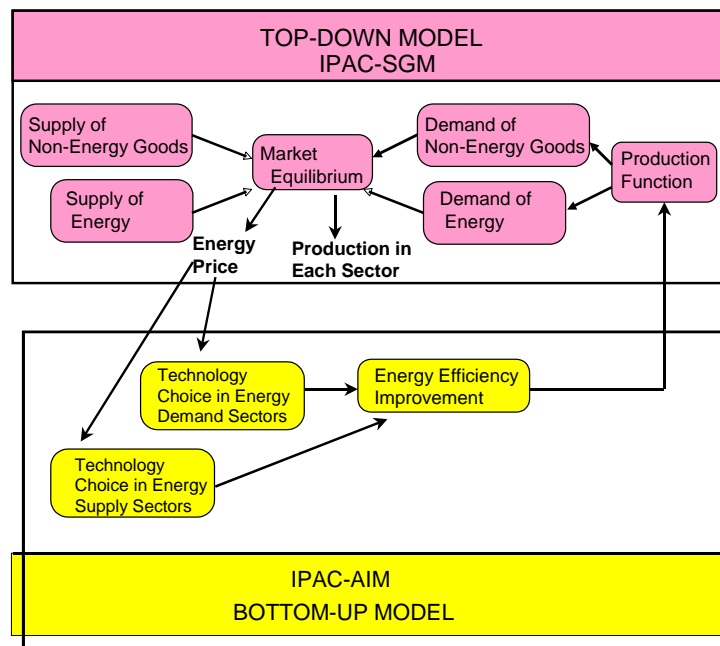 TOP-DOWN MODEL
IPAC-SGM
Supply of
Non-Energy Goods
Supply of
Energy
Market
Equilibrium
Demand of
Non-Energy Goods
Demand of
Energy
Production
Function
Energy
Price
Production in
Each Sector
Technology
Choice in Energy
Demand Sectors
Energy Efficiency
Improvement
Technology
Choice in Energy
Supply Sectors
IPAC-AIM
BOTTOM-UP MODEL